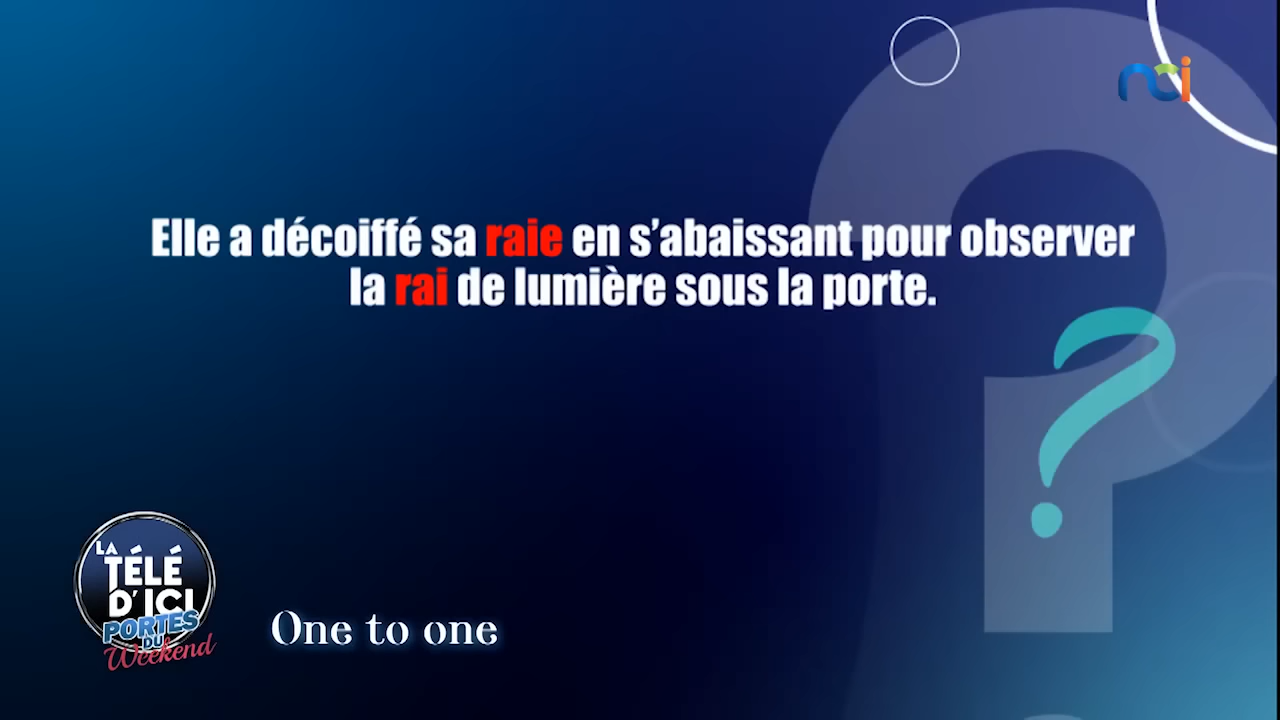 nci
Elle a décoiffé sa raie en s’abaissant pour observer
la rai de lumière sous la porte.
?
LA
TÉLÉ
D'ICI
PORTES
DU
Weekend
One to one